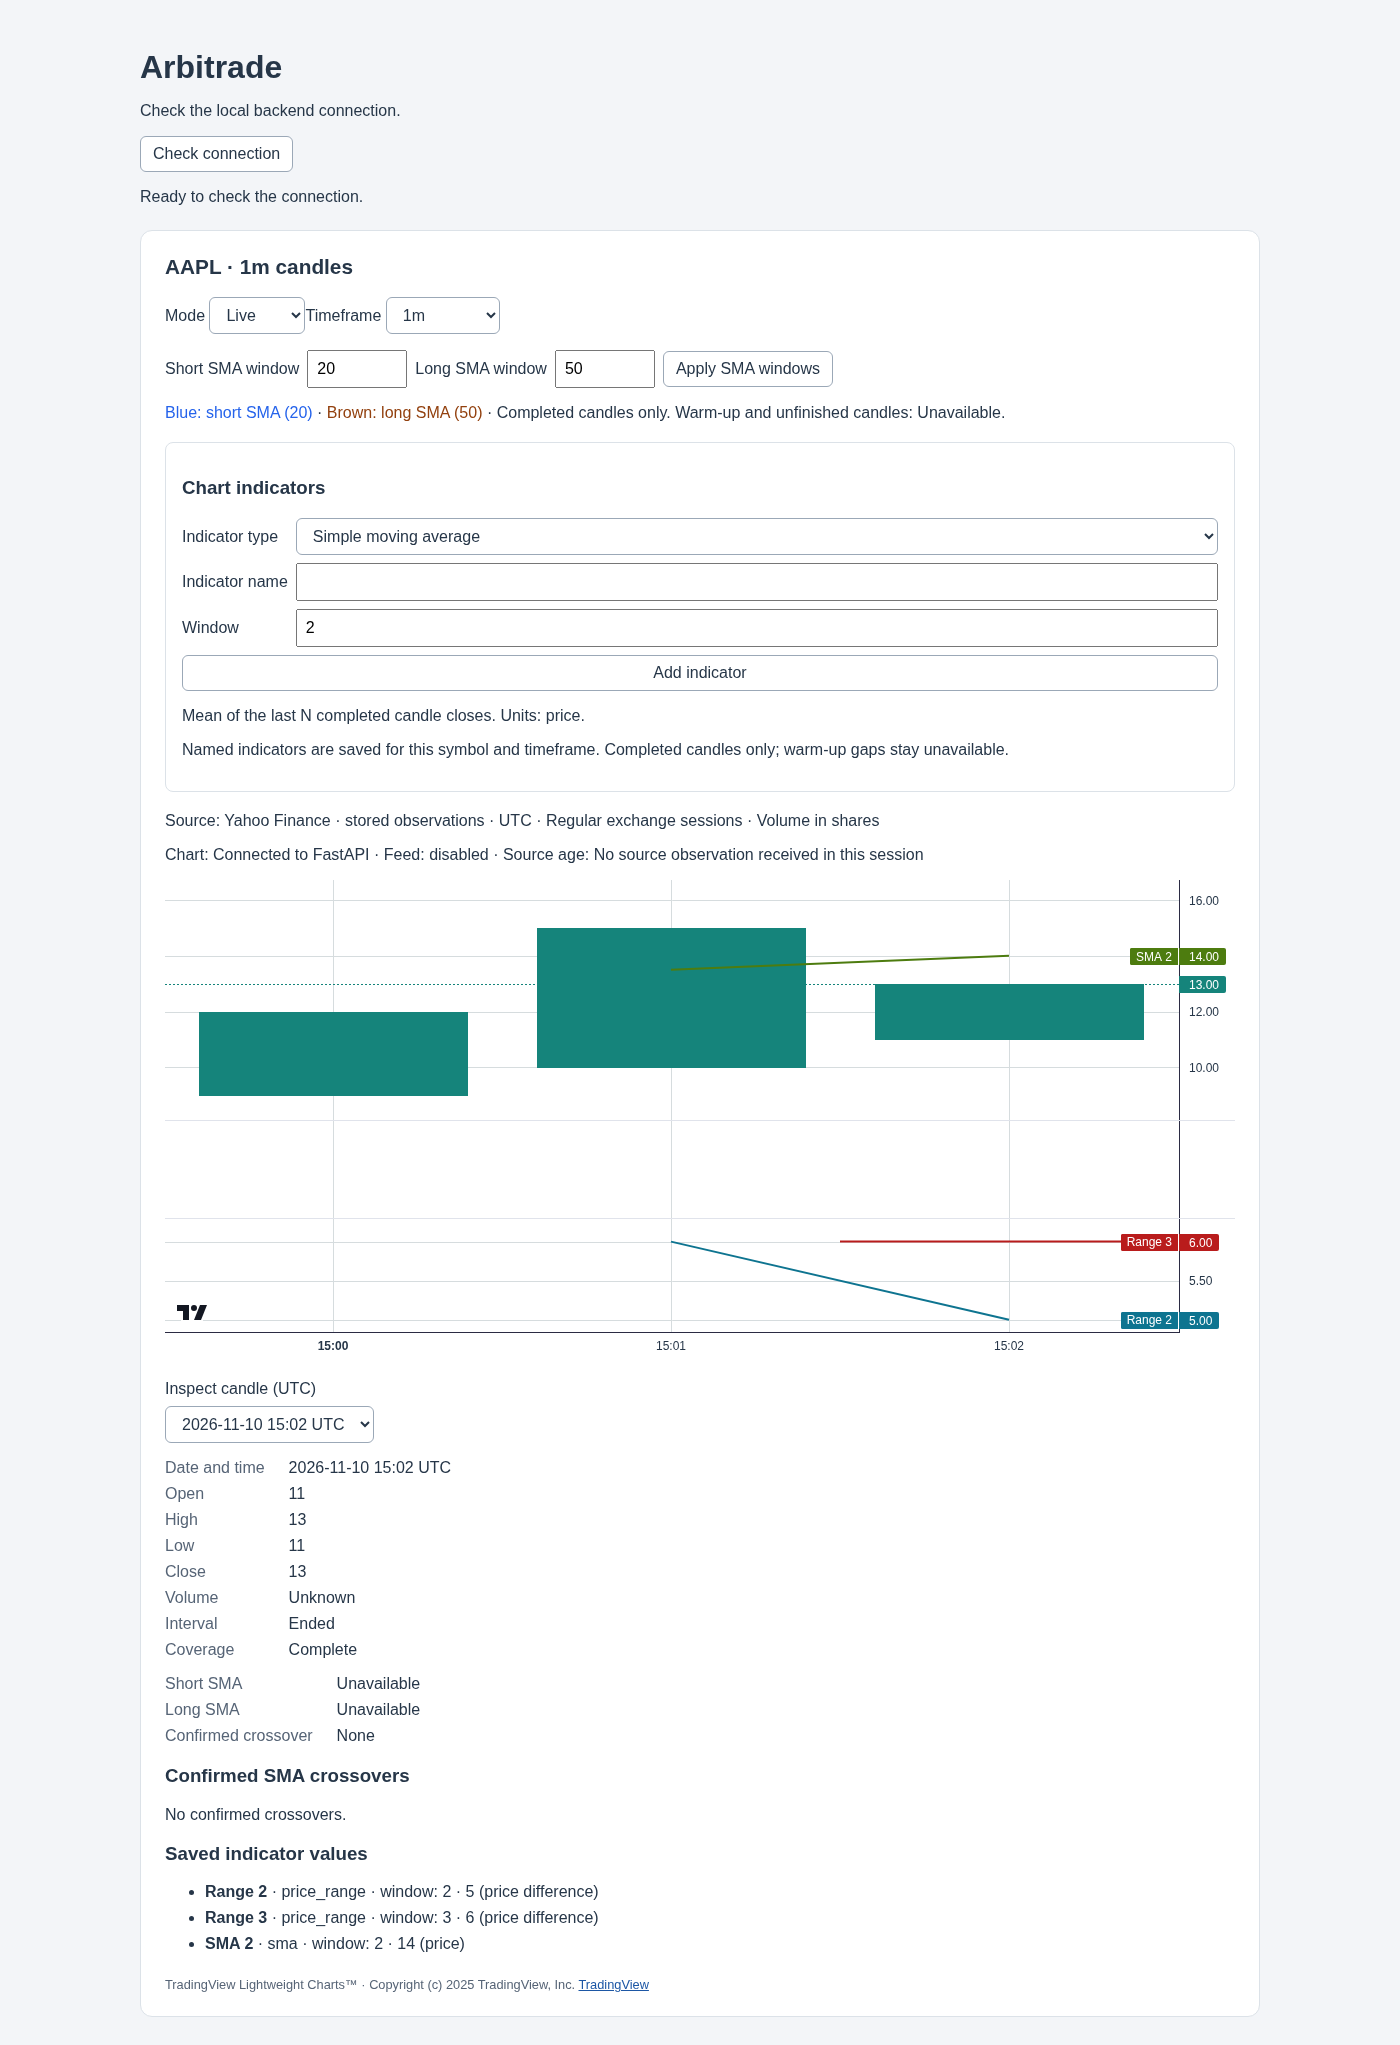 Arbitrade
Check the local backend connection.
Check connection
Ready to check the connection.
AAPL · 1m candles
Mode Live Timeframe 1m
Short SMA window 20 Long SMA window 50 Apply SMA windows
Blue: short SMA (20) · Brown: long SMA (50) · Completed candles only. Warm-up and unfinished candles: Unavailable.
Chart indicators
Indicator type Simple moving average
Indicator name
Window 2
Add indicator
Mean of the last N completed candle closes. Units: price.
Named indicators are saved for this symbol and timeframe. Completed candles only; warm-up gaps stay unavailable.
Source: Yahoo Finance · stored observations · UTC · Regular exchange sessions · Volume in shares
Chart: Connected to FastAPI · Feed: disabled · Source age: No source observation received in this session
16.00
SMA 2 14.00
13.00
12.00
10.00
Range 3 6.00
5.50
Range 2 5.00
15:00 15:01 15:02
Inspect candle (UTC)
2026-11-10 15:02 UTC
Date and time 2026-11-10 15:02 UTC
Open 11
High 13
Low 11
Close 13
Volume Unknown
Interval Ended
Coverage Complete
Short SMA Unavailable
Long SMA Unavailable
Confirmed crossover None
Confirmed SMA crossovers
No confirmed crossovers.
Saved indicator values
• Range 2 · price_range · window: 2 · 5 (price difference)
• Range 3 · price_range · window: 3 · 6 (price difference)
• SMA 2 · sma · window: 2 · 14 (price)
TradingView Lightweight Charts™ · Copyright (c) 2025 TradingView, Inc. TradingView